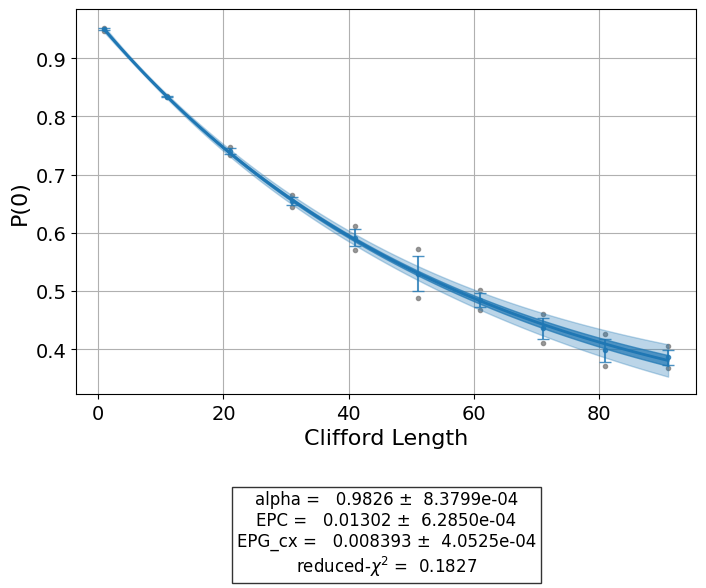 0.9
0.8
0.7
0.6
0.5
0.4
P(0)
0 20 40 60 80
Clifford Length
alpha = 0.9826 ± 8.3799e-04
EPC = 0.01302 ± 6.2850e-04
EPG_cx = 0.008393 ± 4.0525e-04
reduced-χ² = 0.1827